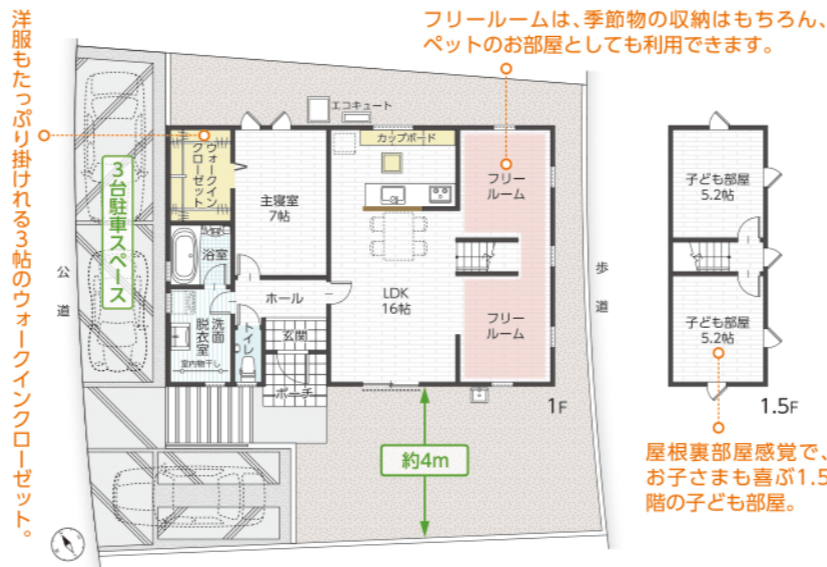 フリールームは、季節物の収納はもちろん、
ペットのお部屋としても利用できます。
洋服もたっぷり掛けれる3帖のウォークインクローゼット。
エコキュート
カップボード
ウォークイン
クローゼット
主寝室
7帖
フリー
ルーム
子ども部屋
5.2帖
3台駐車スペース
浴室
公道
歩道
LDK
16帖
ホール
洗面
脱衣室
室内物干し
トイレ
玄関
ポーチ
フリー
ルーム
子ども部屋
5.2帖
1F
1.5F
約4m
屋根裏部屋感覚で、
お子さまも喜ぶ1.5
階の子ども部屋。